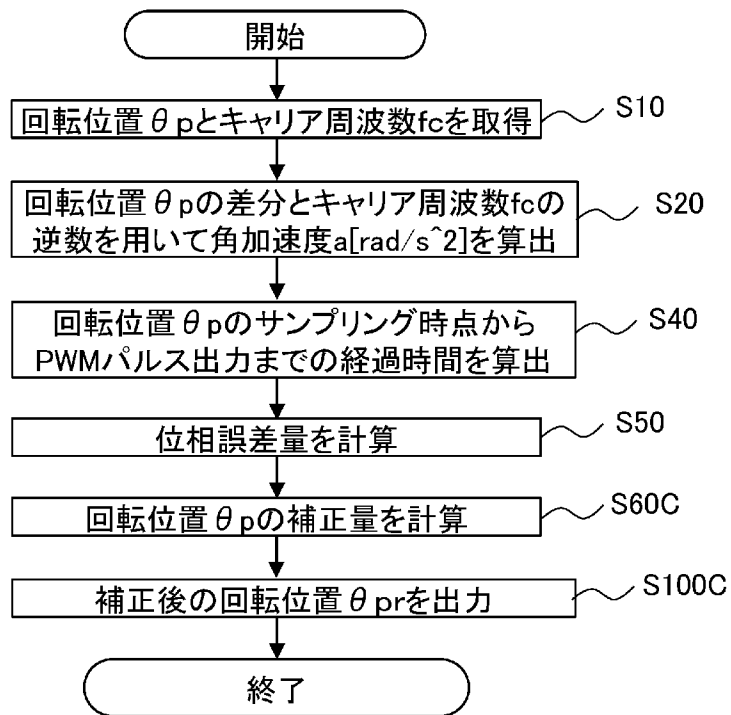 開始
回転位置θpとキャリア周波数fcを取得
S10
回転位置θpの差分とキャリア周波数fcの
逆数を用いて角加速度a[rad/s^2]を算出
S20
回転位置θpのサンプリング時点から
PWMパルス出力までの経過時間を算出
S40
位相誤差量を計算
S50
回転位置θpの補正量を計算
S60C
補正後の回転位置θprを出力
S100C
終了